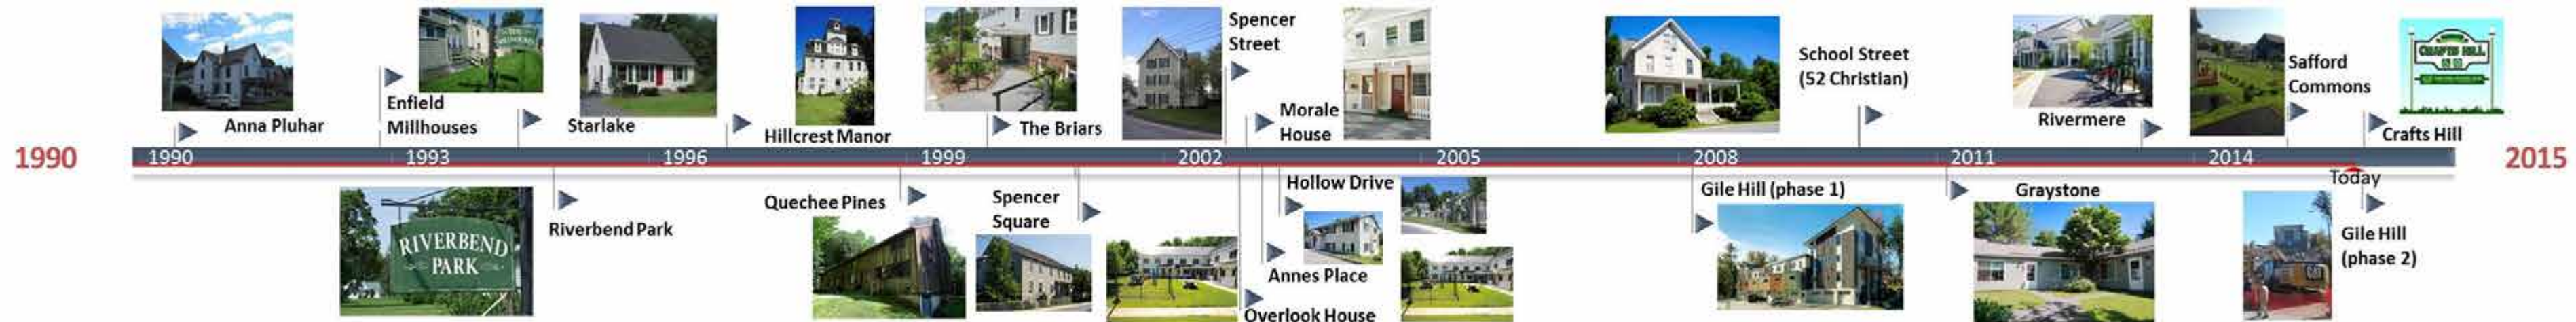 Spencer
Street
School Street
(52 Christian)
Safford
Commons
CRAFTS HILL
Enfield
Millhouses
Anna Pluhar
Starlake
Hillcrest Manor
The Briars
Morale
House
Rivermere
Crafts Hill
1990
1990
1993
1996
1999
2002
2005
2008
2011
2014
2015
Today
RIVERBEND
PARK
Riverbend Park
Quechee Pines
Spencer
Square
Hollow Drive
Annes Place
Overlook House
Gile Hill (phase 1)
Graystone
Gile Hill
(phase 2)